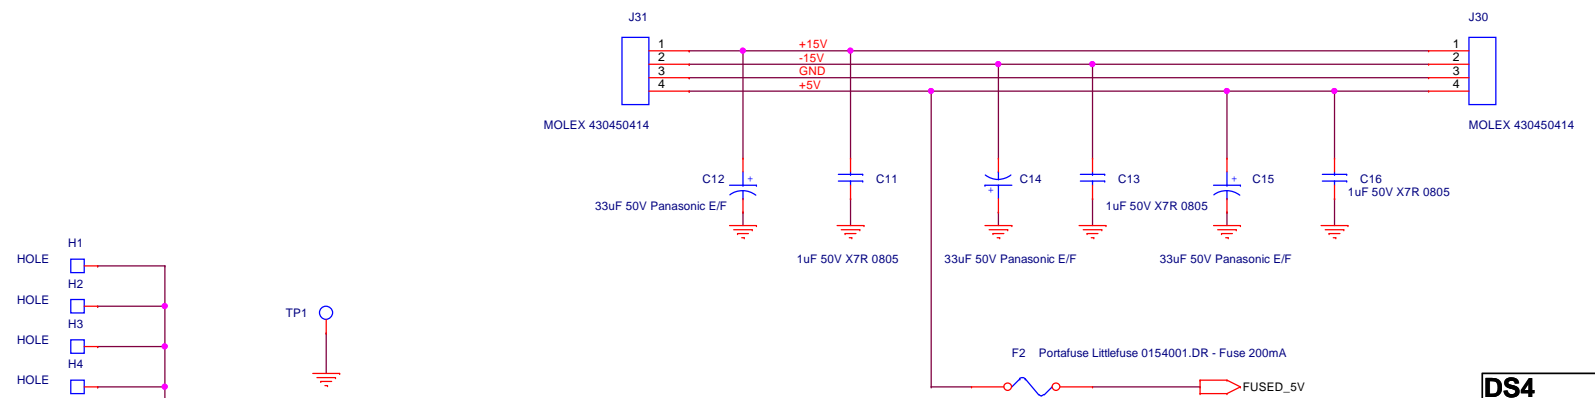 J31
J30
1
+15V
1
2
-15V
2
3
GND
3
4
+5V
4
MOLEX 430450414
MOLEX 430450414
C12
+
C11
C14
+
C13
C15
+
C16
33uF 50V Panasonic E/F
1uF 50V X7R 0805
1uF 50V X7R 0805
1uF 50V X7R 0805
33uF 50V Panasonic E/F
33uF 50V Panasonic E/F
H1
HOLE
H2
HOLE
H3
HOLE
H4
HOLE
TP1
F2 Portafuse Littlefuse 0154001.DR - Fuse 200mA
FUSED_5V
DS4